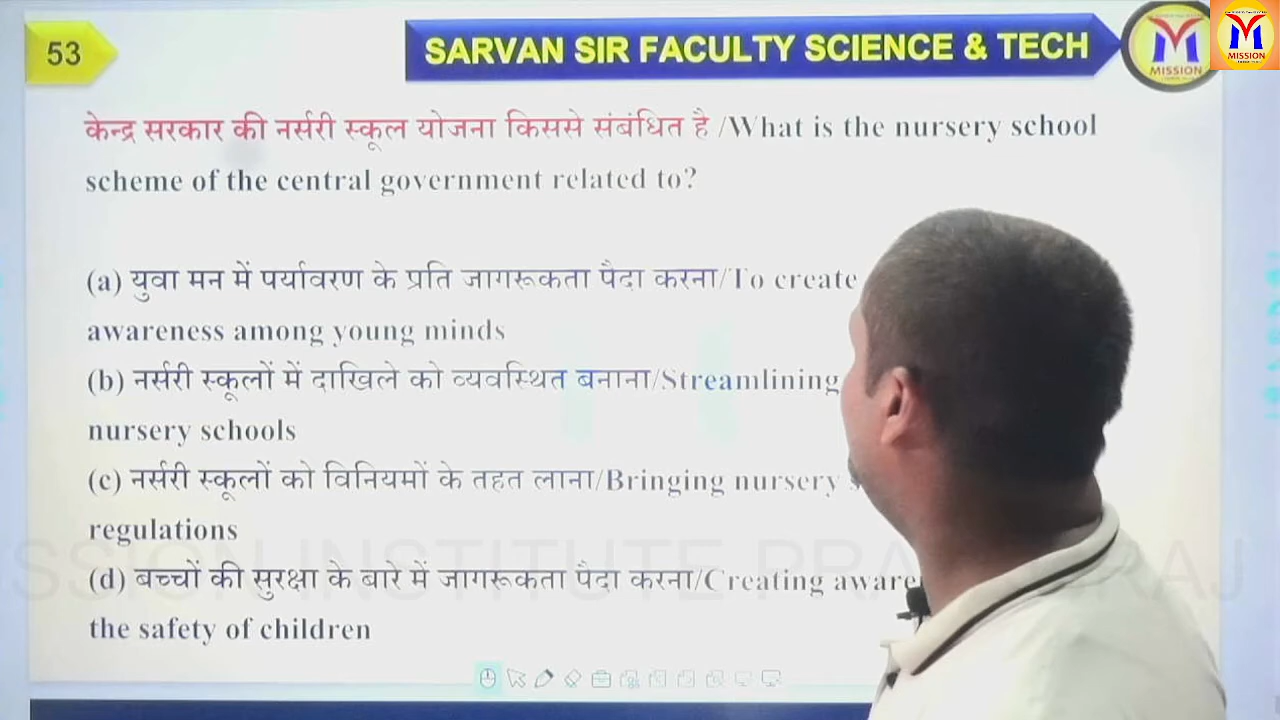 53
SARVAN SIR FACULTY SCIENCE & TECH
MISSION
MISSION
केन्द्र सरकार की नर्सरी स्कूल योजना किससे संबंधित है /What is the nursery school
scheme of the central government related to?
(a) युवा मन में पर्यावरण के प्रति जागरूकता पैदा करना/To create
awareness among young minds
(b) नर्सरी स्कूलों में दाखिले को व्यवस्थित बनाना/Streamlining
nursery schools
(c) नर्सरी स्कूलों को विनियमों के तहत लाना/Bringing nursery
regulations
(d) बच्चों की सुरक्षा के बारे में जागरूकता पैदा करना/Creating
the safety of children